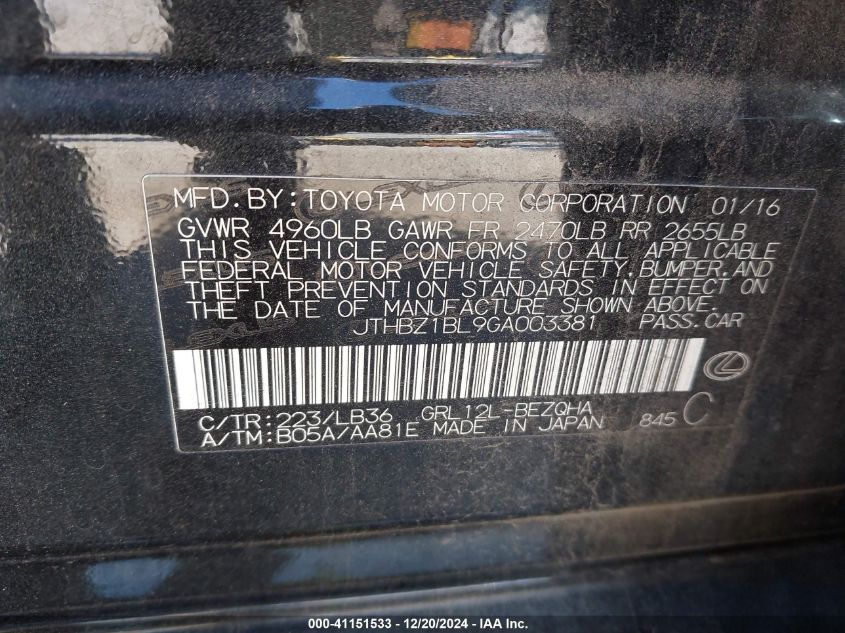 MFD. BY: TOYOTA MOTOR CORPORATION 01/16
GVWR 4960LB GAWR FR 2470LB RR 2655LB
THIS VEHICLE CONFORMS TO ALL APPLICABLE
FEDERAL MOTOR VEHICLE SAFETY, BUMPER, AND
THEFT PREVENTION STANDARDS IN EFFECT ON
THE DATE OF MANUFACTURE SHOWN ABOVE.
JTHBZ1BL9GA003381 PASS. CAR
C/TR: 223/LB36 GRL12L-BEZQHA
A/TM: B05A/AA81E MADE IN JAPAN 845 C
000-41151533 - 12/20/2024 - IAA Inc.